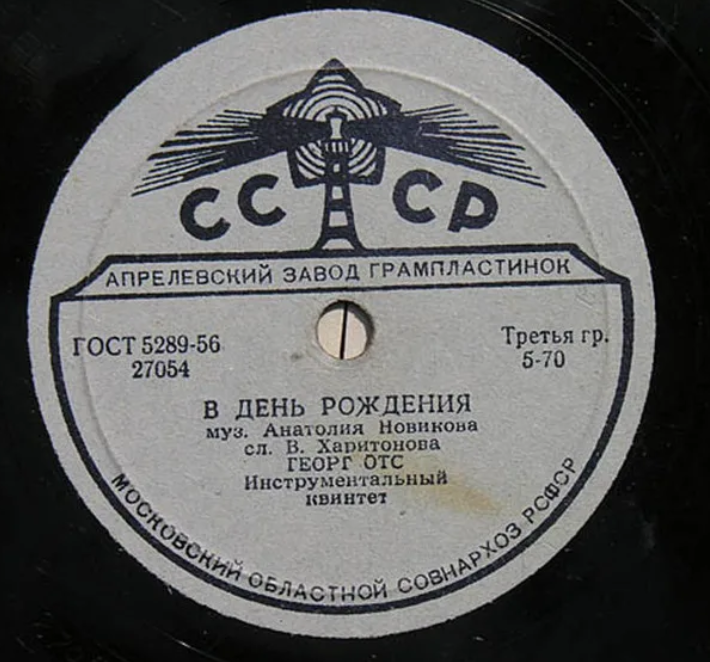 СССР
АПРЕЛЕВСКИЙ ЗАВОД ГРАМПЛАСТИНОК
ГОСТ 5289-56
27054
Третья гр.
5-70
В ДЕНЬ РОЖДЕНИЯ
муз. Анатолия Новикова
сл. В. Харитонова
ГЕОРГ ОТС
Инструментальный
квинтет
МОСКОВСКИЙ ОБЛАСТНОЙ СОВНАРХОЗ РСФСР